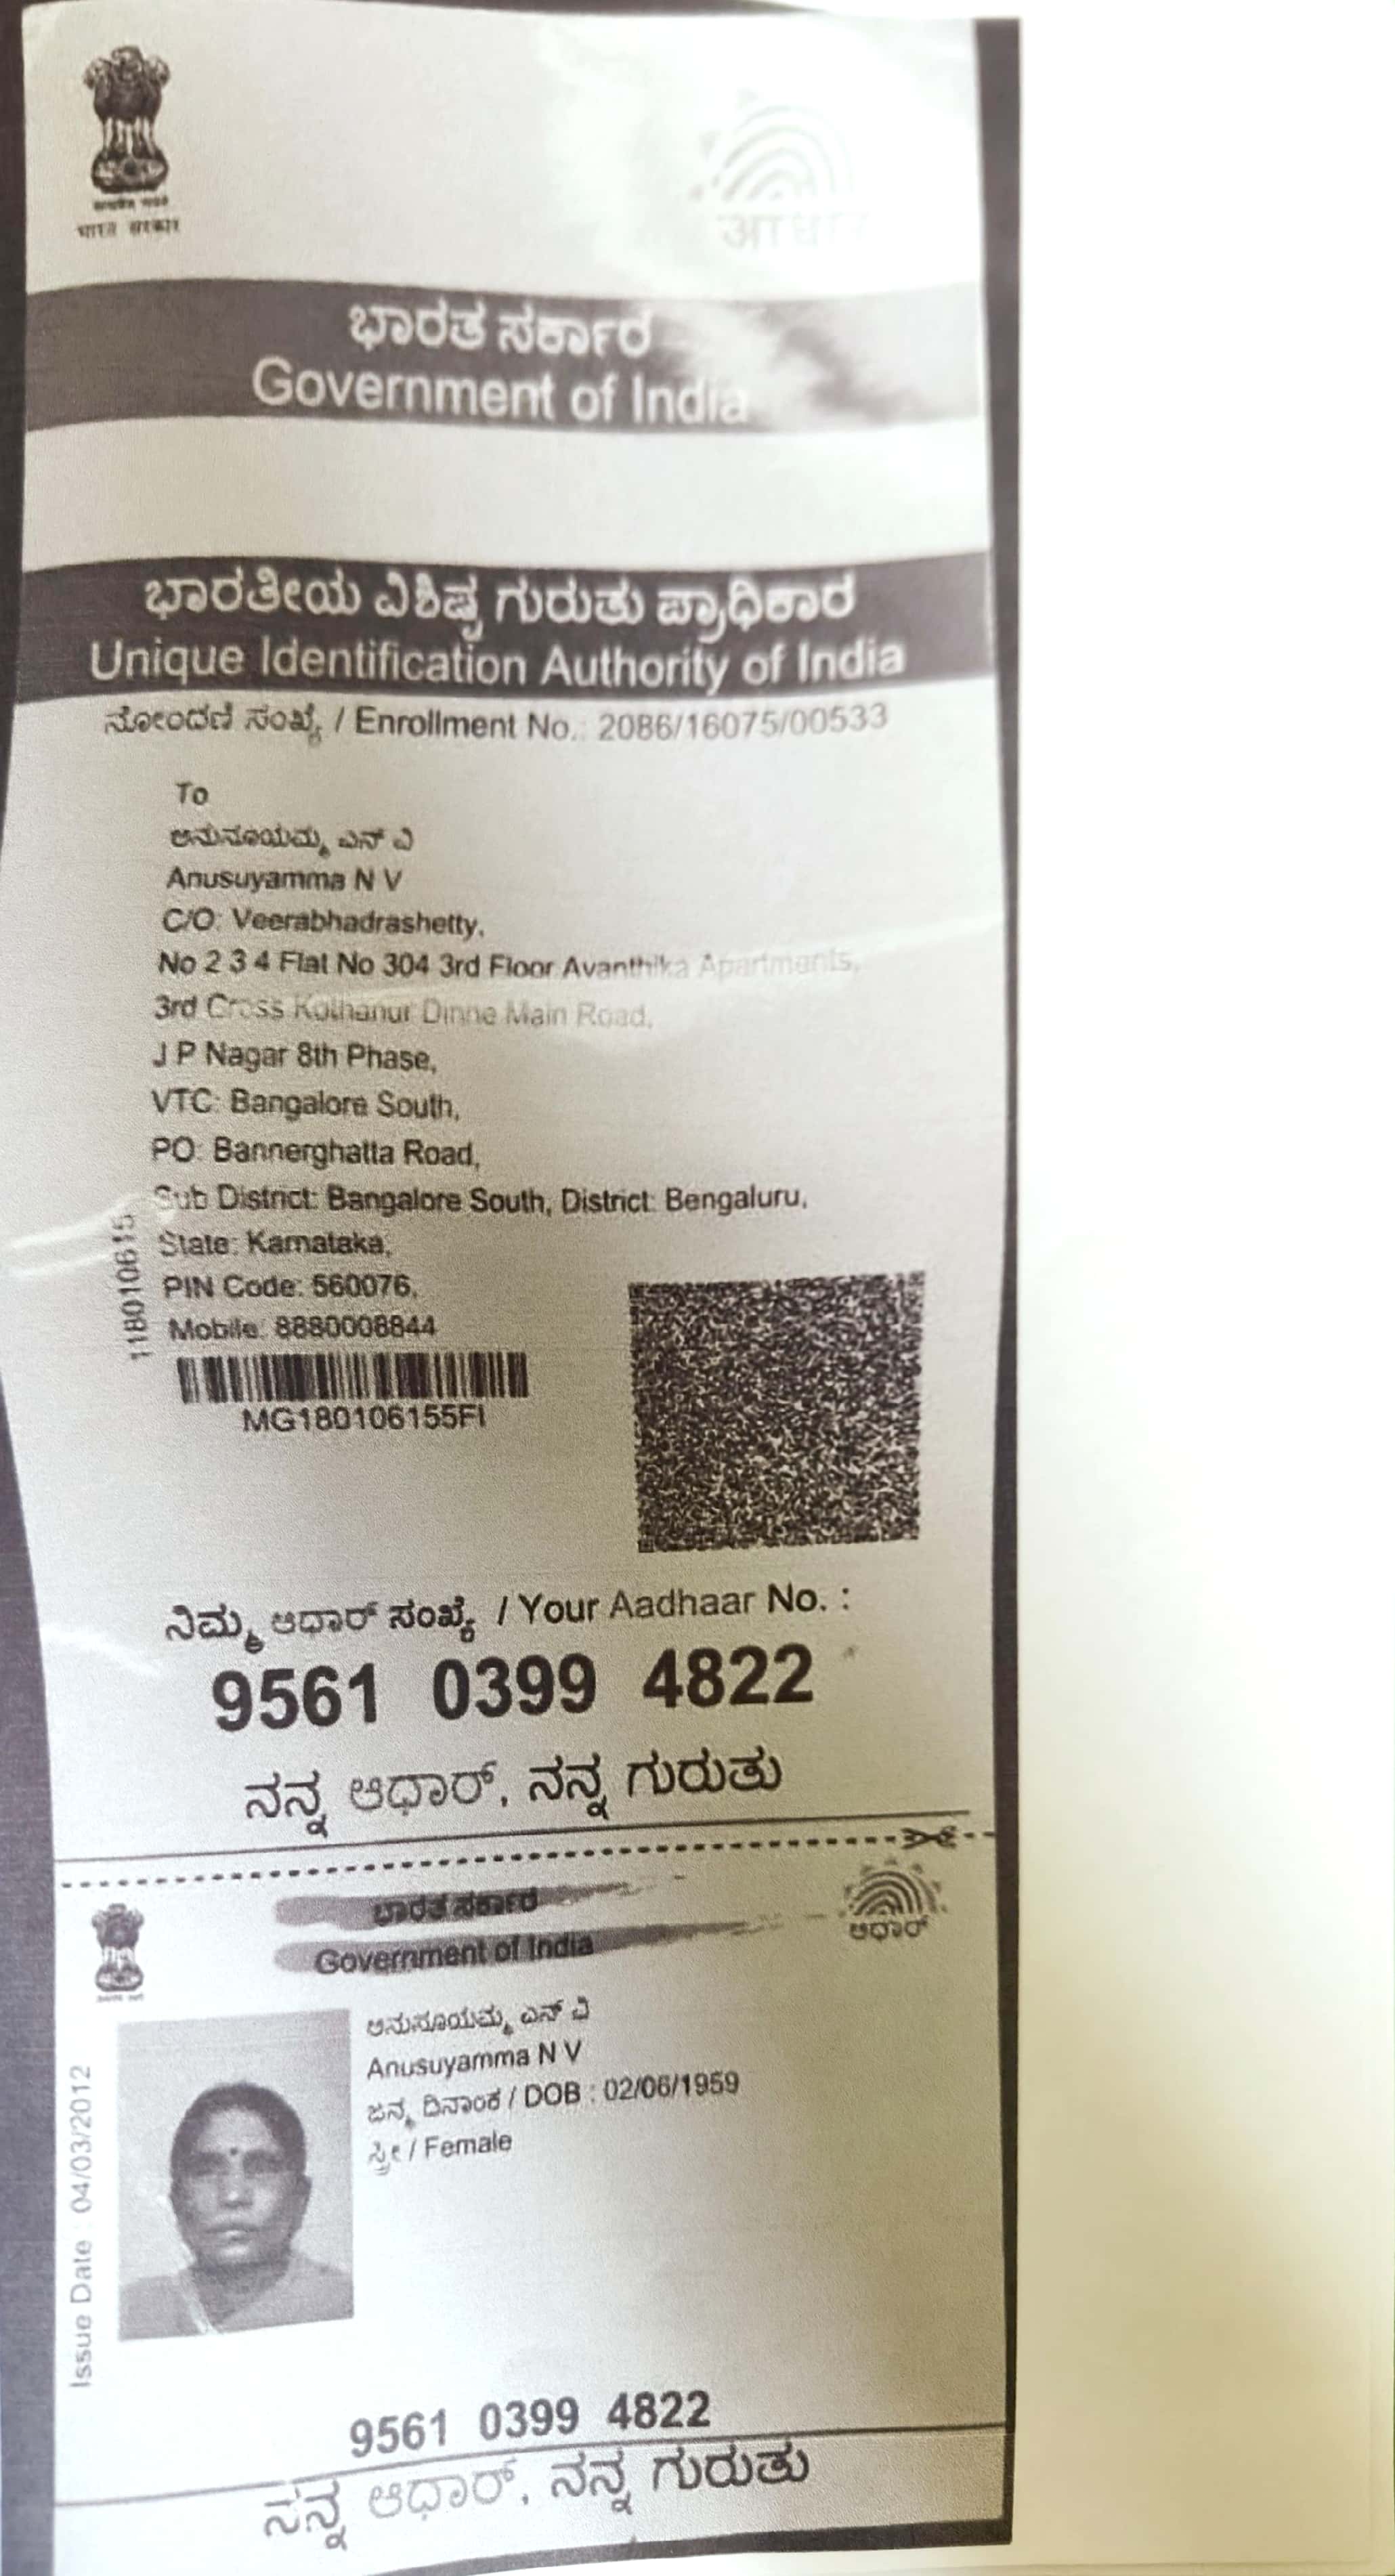 भारत सरकार
आधार
ಭಾರತ ಸರ್ಕಾರ
Government of India
ಭಾರತೀಯ ವಿಶಿಷ್ಟ ಗುರುತು ಪ್ರಾಧಿಕಾರ
Unique Identification Authority of India
ನೋಂದಣಿ ಸಂಖ್ಯೆ / Enrollment No.: 2086/16075/00533
To
ಅನುಸೂಯಮ್ಮ ಎನ್ ವಿ
Anusuyamma N V
C/O: Veerabhadrashetty,
No 2 3 4 Flat No 304 3rd Floor Avanthika Apartments,
3rd Cross Kothanur Dinne Main Road,
J P Nagar 8th Phase,
VTC: Bangalore South,
PO: Bannerghatta Road,
Sub District: Bangalore South, District: Bengaluru,
State: Karnataka,
PIN Code: 560076,
Mobile: 8880008844
118010615
MG180106155FI
ನಿಮ್ಮ ಆಧಾರ್ ಸಂಖ್ಯೆ / Your Aadhaar No. :
9561 0399 4822
ನನ್ನ ಆಧಾರ್, ನನ್ನ ಗುರುತು
ಭಾರತ ಸರ್ಕಾರ
Government of India
ಆಧಾರ್
ಅನುಸೂಯಮ್ಮ ಎನ್ ವಿ
Anusuyamma N V
ಜನ್ಮ ದಿನಾಂಕ / DOB : 02/06/1959
ಸ್ತ್ರೀ / Female
Issue Date : 04/03/2012
9561 0399 4822
ನನ್ನ ಆಧಾರ್, ನನ್ನ ಗುರುತು